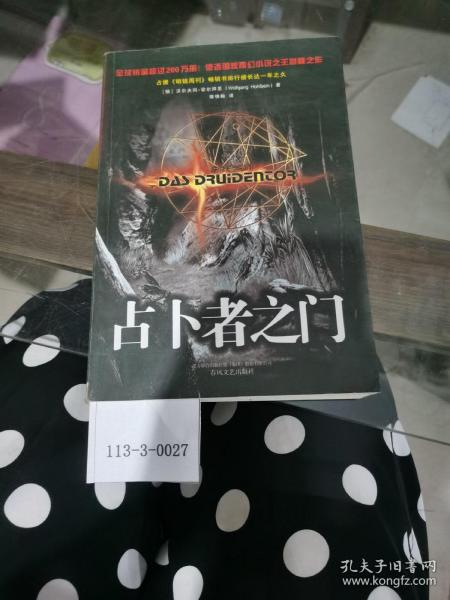 全球销量超过200万册！德语国度魔幻小说之王巅峰之作
占据《明镜周刊》畅销书排行榜长达一年之久
[德] 沃尔夫冈·霍尔拜恩 (Wolfgang Hohlbein) 著
译
DAS DRUIDENTOR
占卜者之门
春风文艺出版社
113-3-0027
孔夫子旧书网
www.kongfz.com